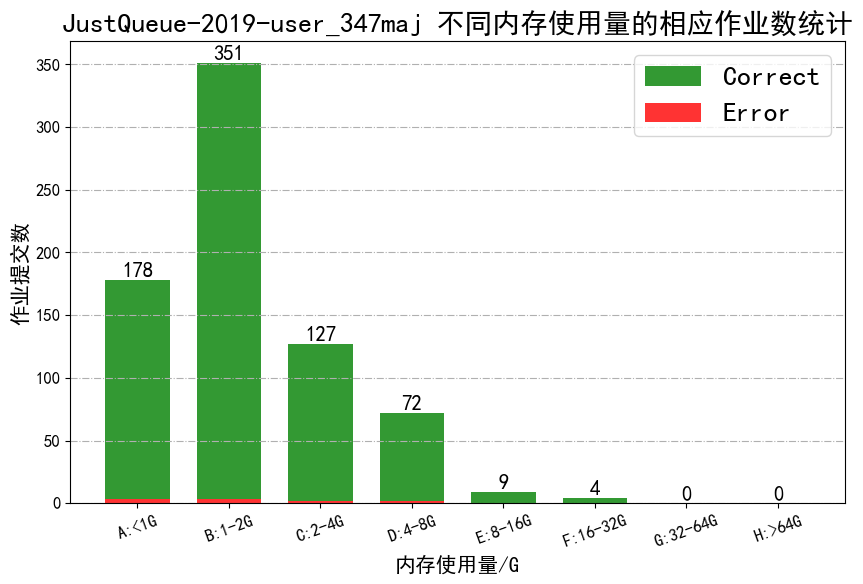 JustQueue-2019-user_347maj 不同内存使用量的相应作业数统计
Correct
Error
作业提交数
350
300
250
200
150
100
50
0
178
351
127
72
9
4
0
0
A:<1G
B:1-2G
C:2-4G
D:4-8G
E:8-16G
F:16-32G
G:32-64G
H:>64G
内存使用量/G